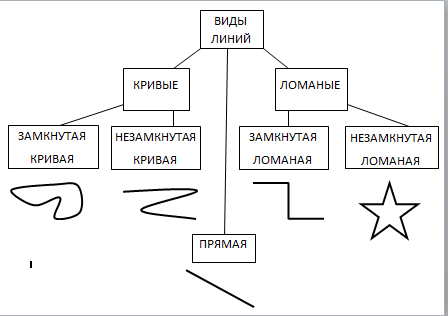 ВИДЫ
ЛИНИЙ
КРИВЫЕ
ЛОМАНЫЕ
ЗАМКНУТАЯ
КРИВАЯ
НЕЗАМКНУТАЯ
КРИВАЯ
ЗАМКНУТАЯ
ЛОМАНАЯ
НЕЗАМКНУТАЯ
ЛОМАНАЯ
ПРЯМАЯ